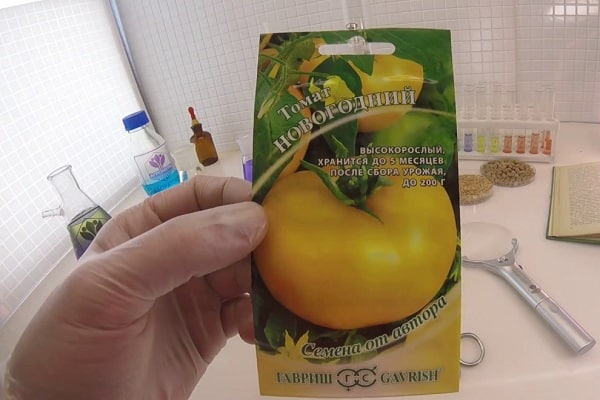 Томат
НОВОГОДНИЙ
ВЫСОКОРОСЛЫЙ,
ХРАНИТСЯ ДО 5 МЕСЯЦЕВ
ПОСЛЕ СБОРА УРОЖАЯ,
ДО 200 Г
Семена от автора
ГАВРИШ GAVRISH®